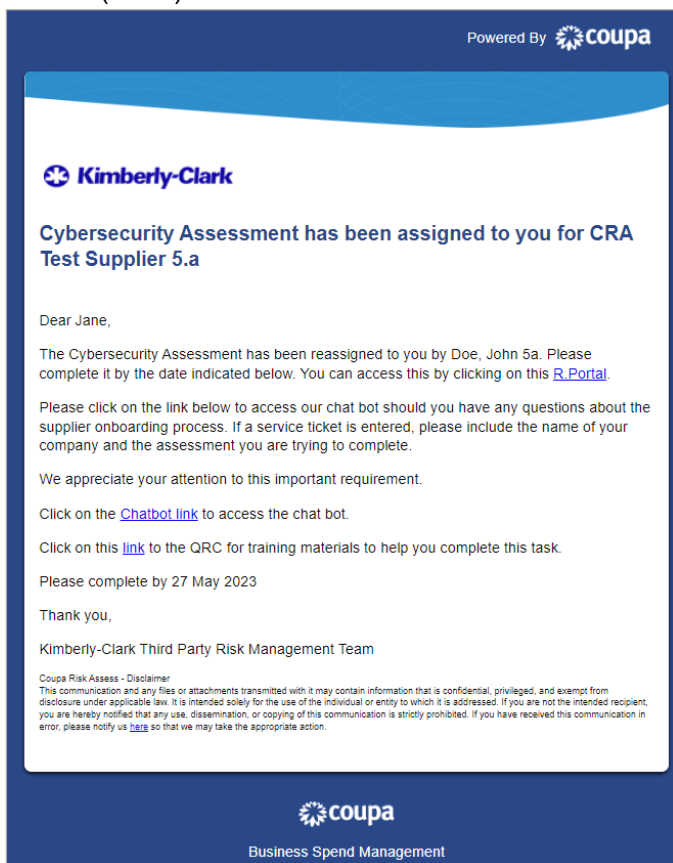 Powered By coupa
Kimberly-Clark
Cybersecurity Assessment has been assigned to you for CRA
Test Supplier 5.a
Dear Jane,
The Cybersecurity Assessment has been reassigned to you by Doe, John 5a. Please
complete it by the date indicated below. You can access this by clicking on this R.Portal.
Please click on the link below to access our chat bot should you have any questions about the
supplier onboarding process. If a service ticket is entered, please include the name of your
company and the assessment you are trying to complete.
We appreciate your attention to this important requirement.
Click on the Chatbot link to access the chat bot.
Click on this link to the QRC for training materials to help you complete this task.
Please complete by 27 May 2023
Thank you,
Kimberly-Clark Third Party Risk Management Team
Coupa Risk Assess - Disclaimer
This communication and any files or attachments transmitted with it may contain information that is confidential, privileged, and exempt from
disclosure under applicable law. It is intended solely for the use of the individual or entity to which it is addressed. If you are not the intended recipient,
you are hereby notified that any use, dissemination, or copying of this communication is strictly prohibited. If you have received this communication in
error, please notify us here so that we may take the appropriate action.
coupa
Business Spend Management